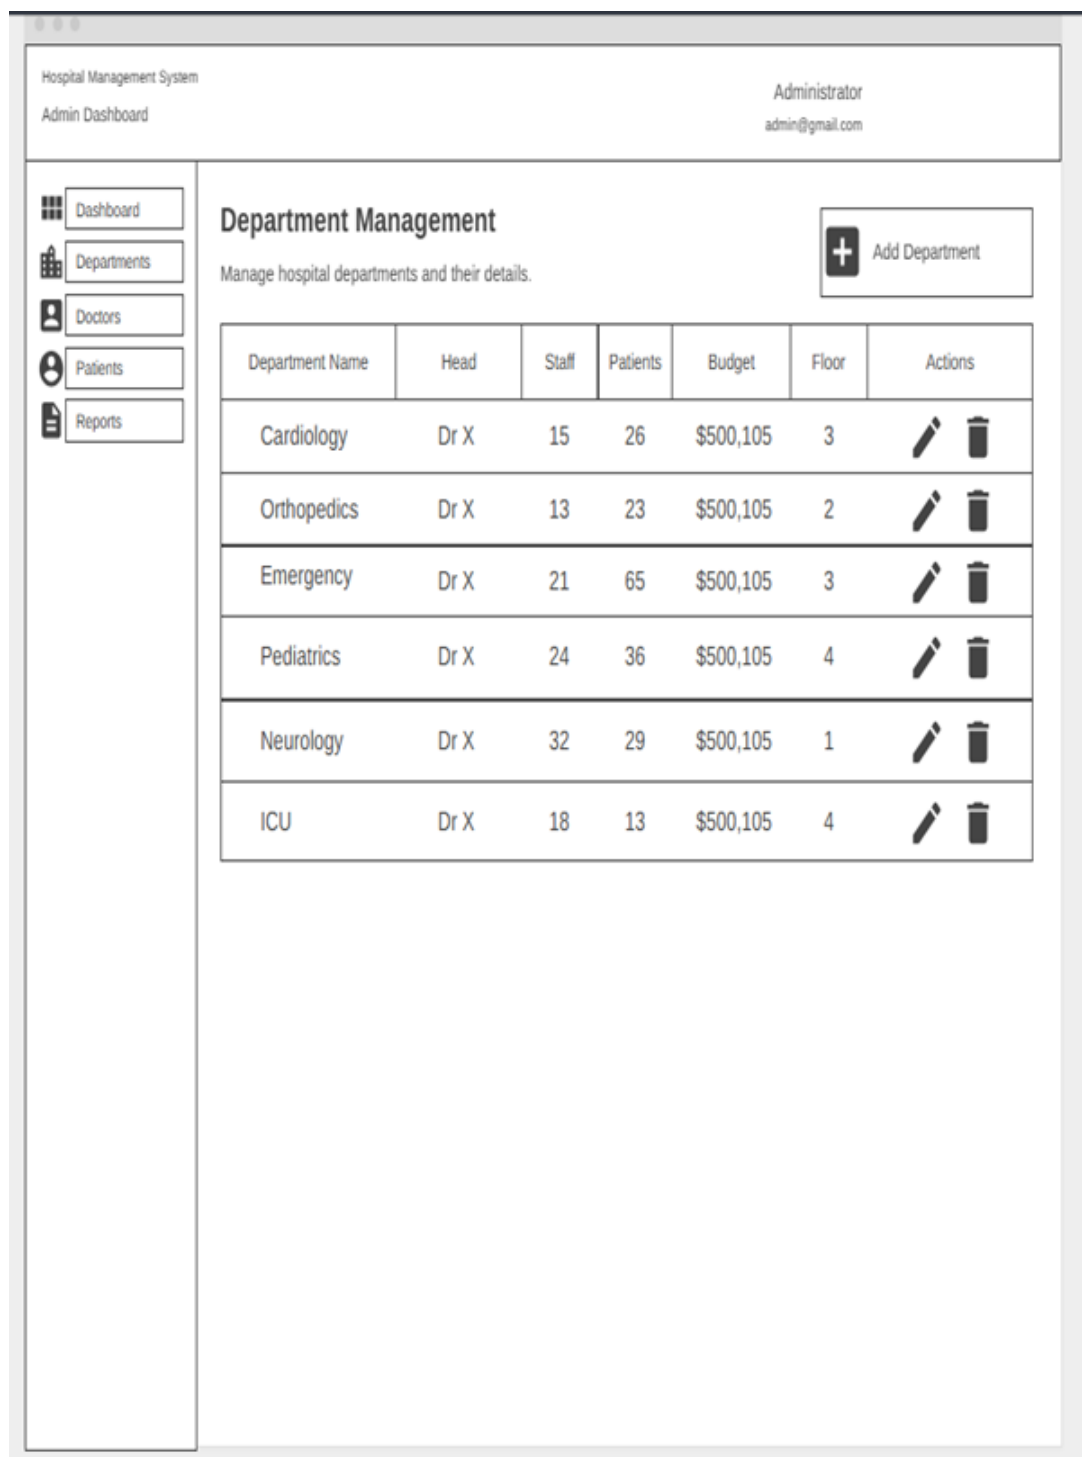 Hospital Management System
Admin Dashboard
Administrator
admin@gmail.com
Dashboard
Departments
Doctors
Patients
Reports
Department Management
Manage hospital departments and their details.
Add Department
Department Name Head Staff Patients Budget Floor Actions
Cardiology Dr X 15 26 $500,105 3
Orthopedics Dr X 13 23 $500,105 2
Emergency Dr X 21 65 $500,105 3
Pediatrics Dr X 24 36 $500,105 4
Neurology Dr X 32 29 $500,105 1
ICU Dr X 18 13 $500,105 4